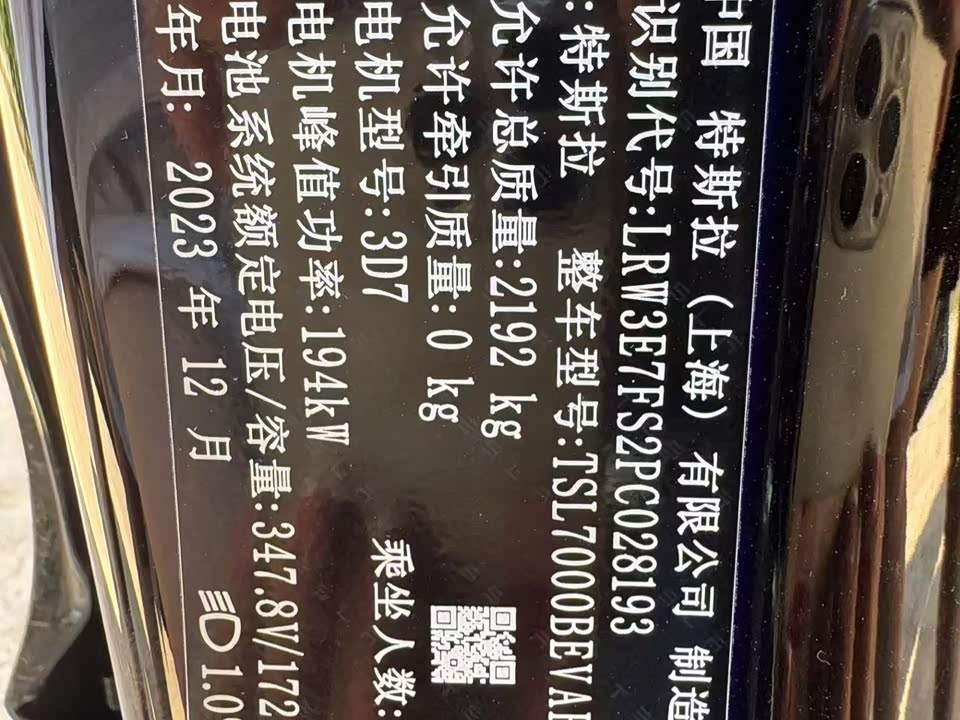 中国 特斯拉（上海）有限公司 制造
识别代号:LRW3E7FS2PC028193
:特斯拉 整车型号:TSL7000BEVA
允许总质量:2192 kg
允许牵引质量: 0 kg
电机型号:3D7 乘坐人数:
电机峰值功率:194kW
电池系统额定电压/容量:347.8V/172
年月: 2023 年 12 月 1.0